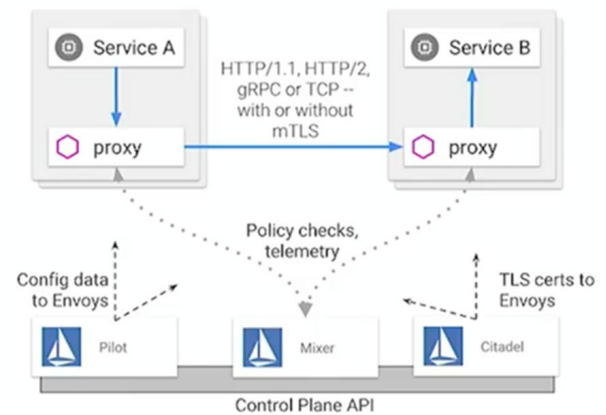 Service A
Service B
HTTP/1.1, HTTP/2,
gRPC or TCP --
with or without
mTLS
proxy
proxy
Policy checks,
telemetry
Config data
to Envoys
TLS certs to
Envoys
Pilot
Mixer
Citadel
Control Plane API